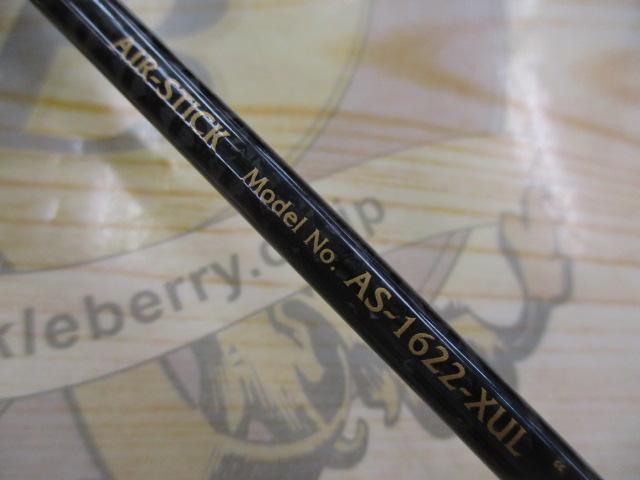 AIR-STICK Model No. AS-1622-XUL "
B
kleberry.co.jp